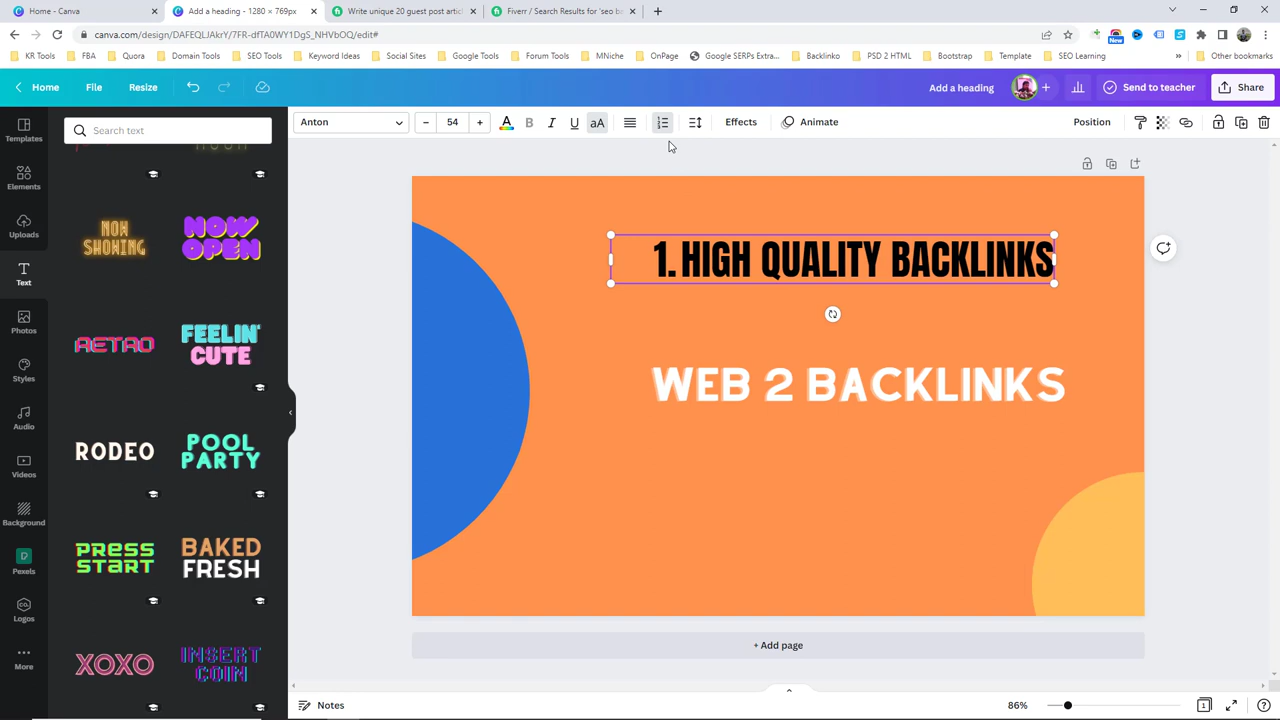 Home - Canva
Add a heading - 1280 × 769px
Write unique 20 guest post articl
Fiverr / Search Results for 'seo ba
canva.com/design/DAFEQLJAkrY/7FR-dfTA0WY1DgS_NHVbOQ/edit#
KR Tools
FBA
Quora
Domain Tools
SEO Tools
Keyword Ideas
Social Sites
Google Tools
Forum Tools
MNiche
OnPage
Google SERPs Extra...
Backlinko
PSD 2 HTML
Bootstrap
Template
SEO Learning
Other bookmarks
New
Home
File
Resize
Add a heading
Send to teacher
Share
Anton
54
B
I
U
aA
Effects
Animate
Position
Search text
Templates
Elements
Uploads
Text
Photos
Styles
Audio
Videos
Background
Pexels
Logos
More
NOW
SHOWING
NOW
OPEN
RETRO
FEELIN'
CUTE
RODEO
POOL
PARTY
PRESS
START
BAKED
FRESH
XOXO
INSERT
COIN
1. HIGH QUALITY BACKLINKS
WEB 2 BACKLINKS
+ Add page
Notes
86%
1